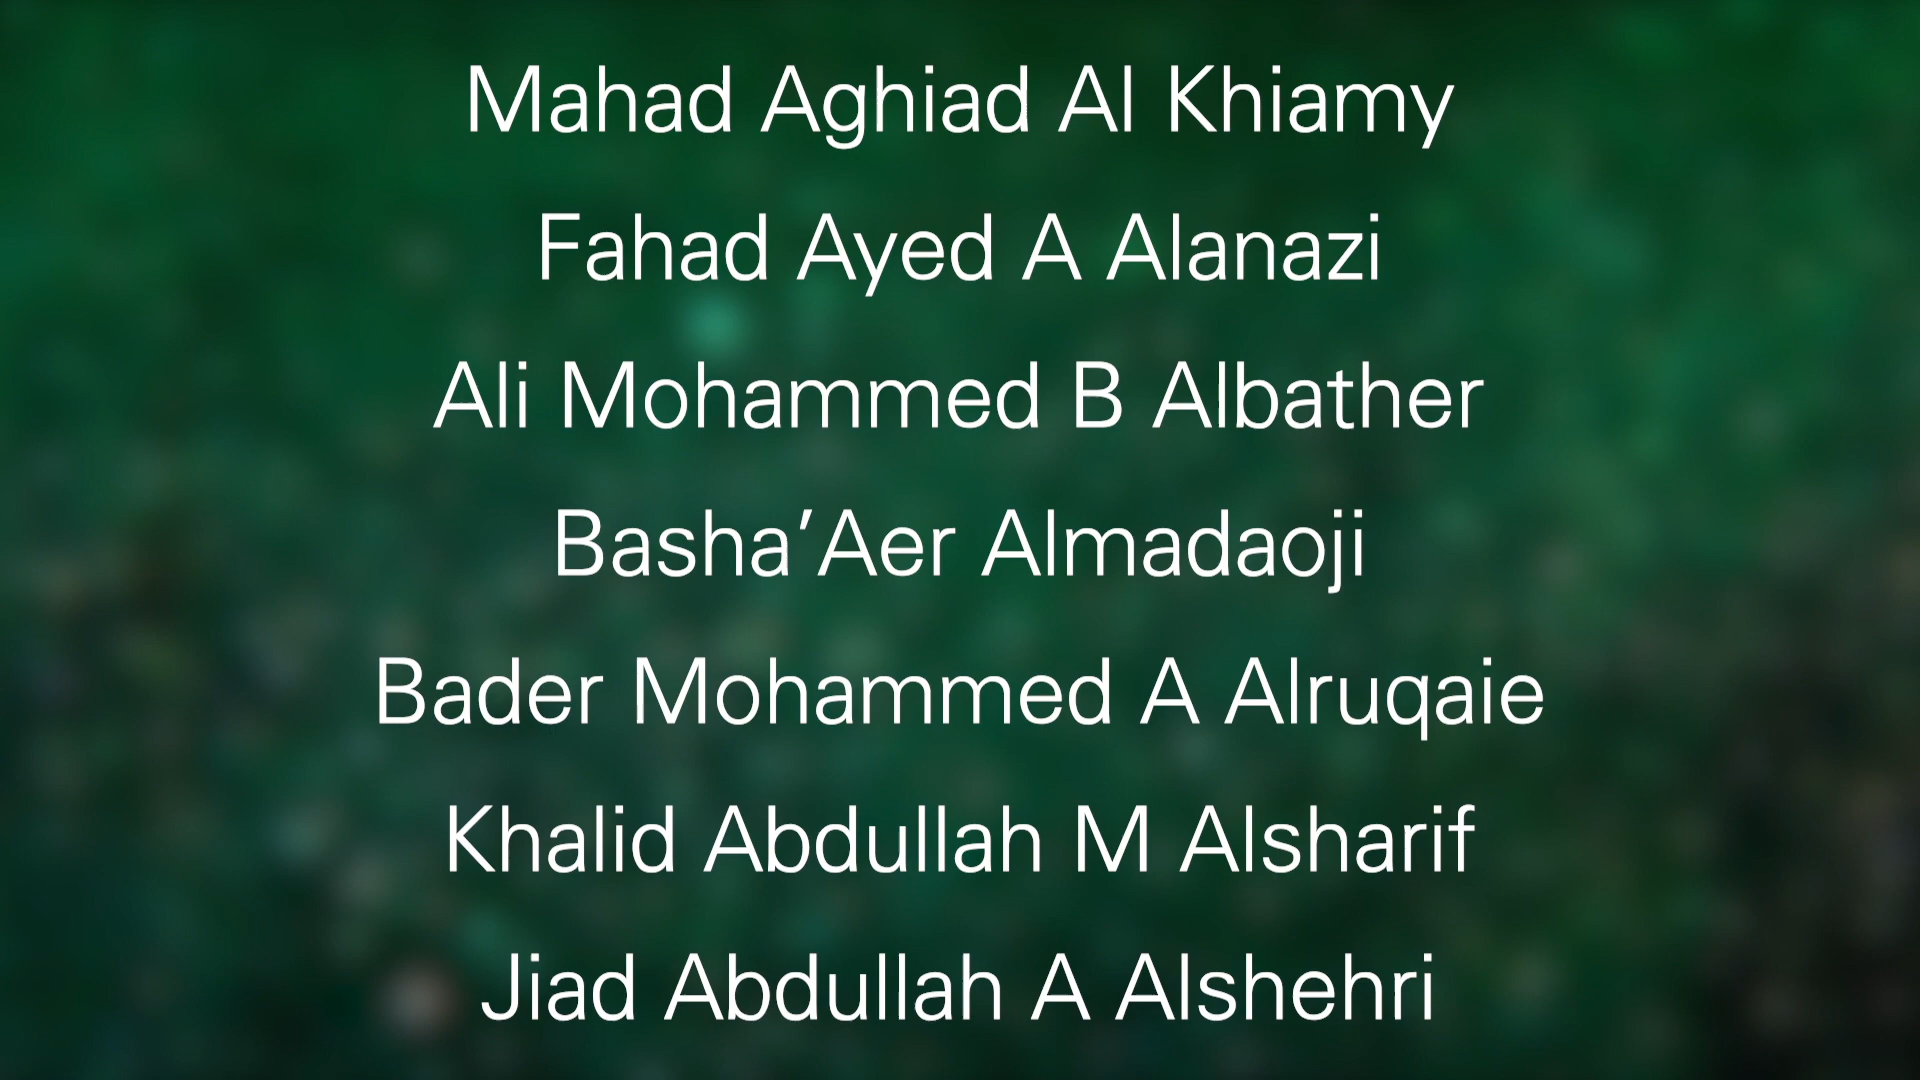 Mahad Aghiad Al Khiamy
Fahad Ayed A Alanazi
Ali Mohammed B Albather
Basha’Aer Almadaoji
Bader Mohammed A Alruqaie
Khalid Abdullah M Alsharif
Jiad Abdullah A Alshehri